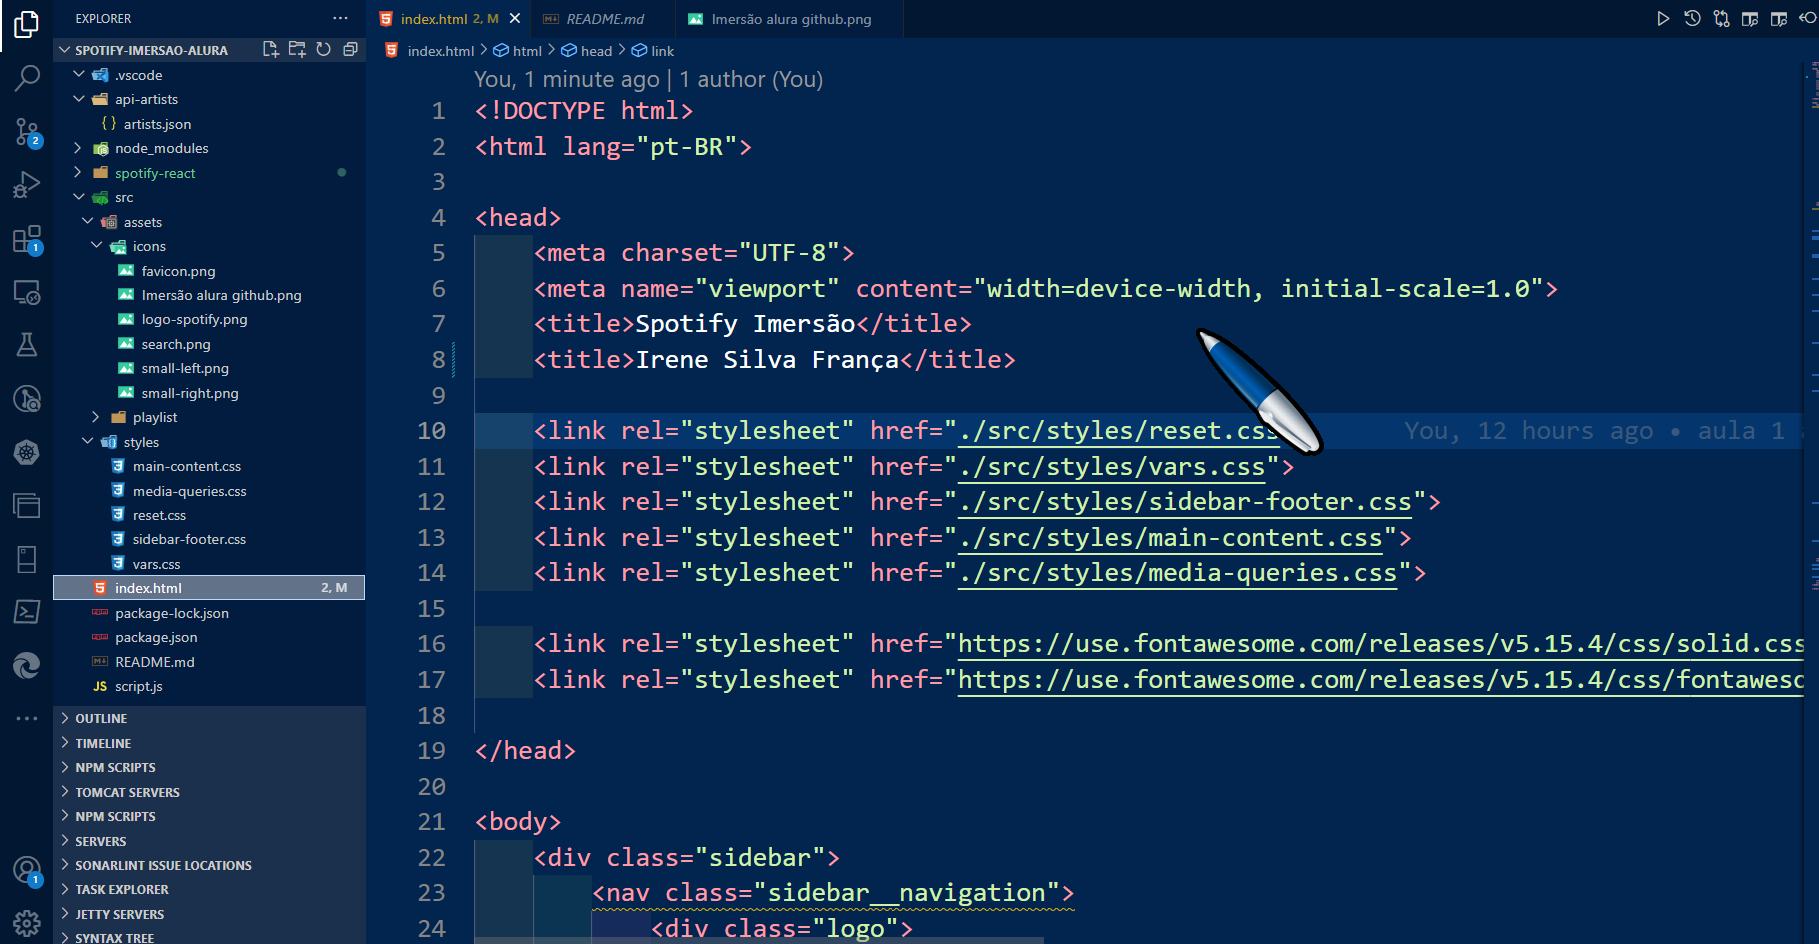 EXPLORER
SPOTIFY-IMERSAO-ALURA
.vscode
api-artists
{} artists.json
node_modules
spotify-react
src
assets
icons
favicon.png
Imersão alura github.png
logo-spotify.png
search.png
small-left.png
small-right.png
playlist
styles
main-content.css
media-queries.css
reset.css
sidebar-footer.css
vars.css
index.html 2, M
package-lock.json
package.json
README.md
JS script.js
OUTLINE
TIMELINE
NPM SCRIPTS
TOMCAT SERVERS
NPM SCRIPTS
SERVERS
SONARLINT ISSUE LOCATIONS
TASK EXPLORER
JETTY SERVERS
SYNTAX TREE
2
1
1
index.html 2, M
README.md
Imersão alura github.png
index.html > html > head > link
You, 1 minute ago | 1 author (You)
1 <!DOCTYPE html>
2 <html lang="pt-BR">
3
4 <head>
5 <meta charset="UTF-8">
6 <meta name="viewport" content="width=device-width, initial-scale=1.0">
7 <title>Spotify Imersão</title>
8 <title>Irene Silva França</title>
9
10 <link rel="stylesheet" href="./src/styles/reset.css You, 12 hours ago • aula 1
11 <link rel="stylesheet" href="./src/styles/vars.css">
12 <link rel="stylesheet" href="./src/styles/sidebar-footer.css">
13 <link rel="stylesheet" href="./src/styles/main-content.css">
14 <link rel="stylesheet" href="./src/styles/media-queries.css">
15
16 <link rel="stylesheet" href="https://use.fontawesome.com/releases/v5.15.4/css/solid.css
17 <link rel="stylesheet" href="https://use.fontawesome.com/releases/v5.15.4/css/fontaweso
18
19 </head>
20
21 <body>
22 <div class="sidebar">
23 <nav class="sidebar__navigation">
24 <div class="logo">